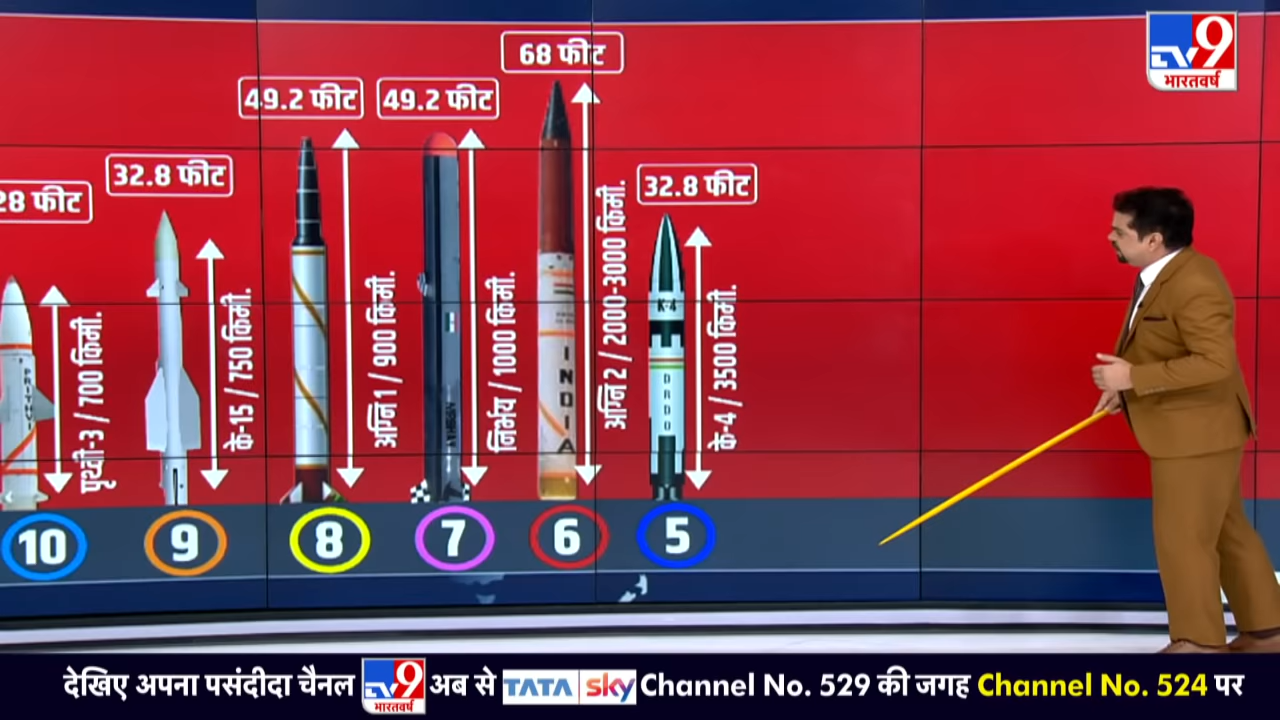 TV9
भारतवर्ष
68 फीट
49.2 फीट
49.2 फीट
32.8 फीट
32.8 फीट
28 फीट
पृथ्वी-3 / 700 किमी.
के-15 / 750 किमी.
अग्नि 1 / 900 किमी.
निर्भय / 1000 किमी.
अग्नि 2 / 2000-3000 किमी.
के-4 / 3500 किमी.
PRITHVI
INDIA
K-4
DRDO
10
9
8
7
6
5
देखिए अपना पसंदीदा चैनल TV9 भारतवर्ष अब से TATA sky Channel No. 529 की जगह Channel No. 524 पर